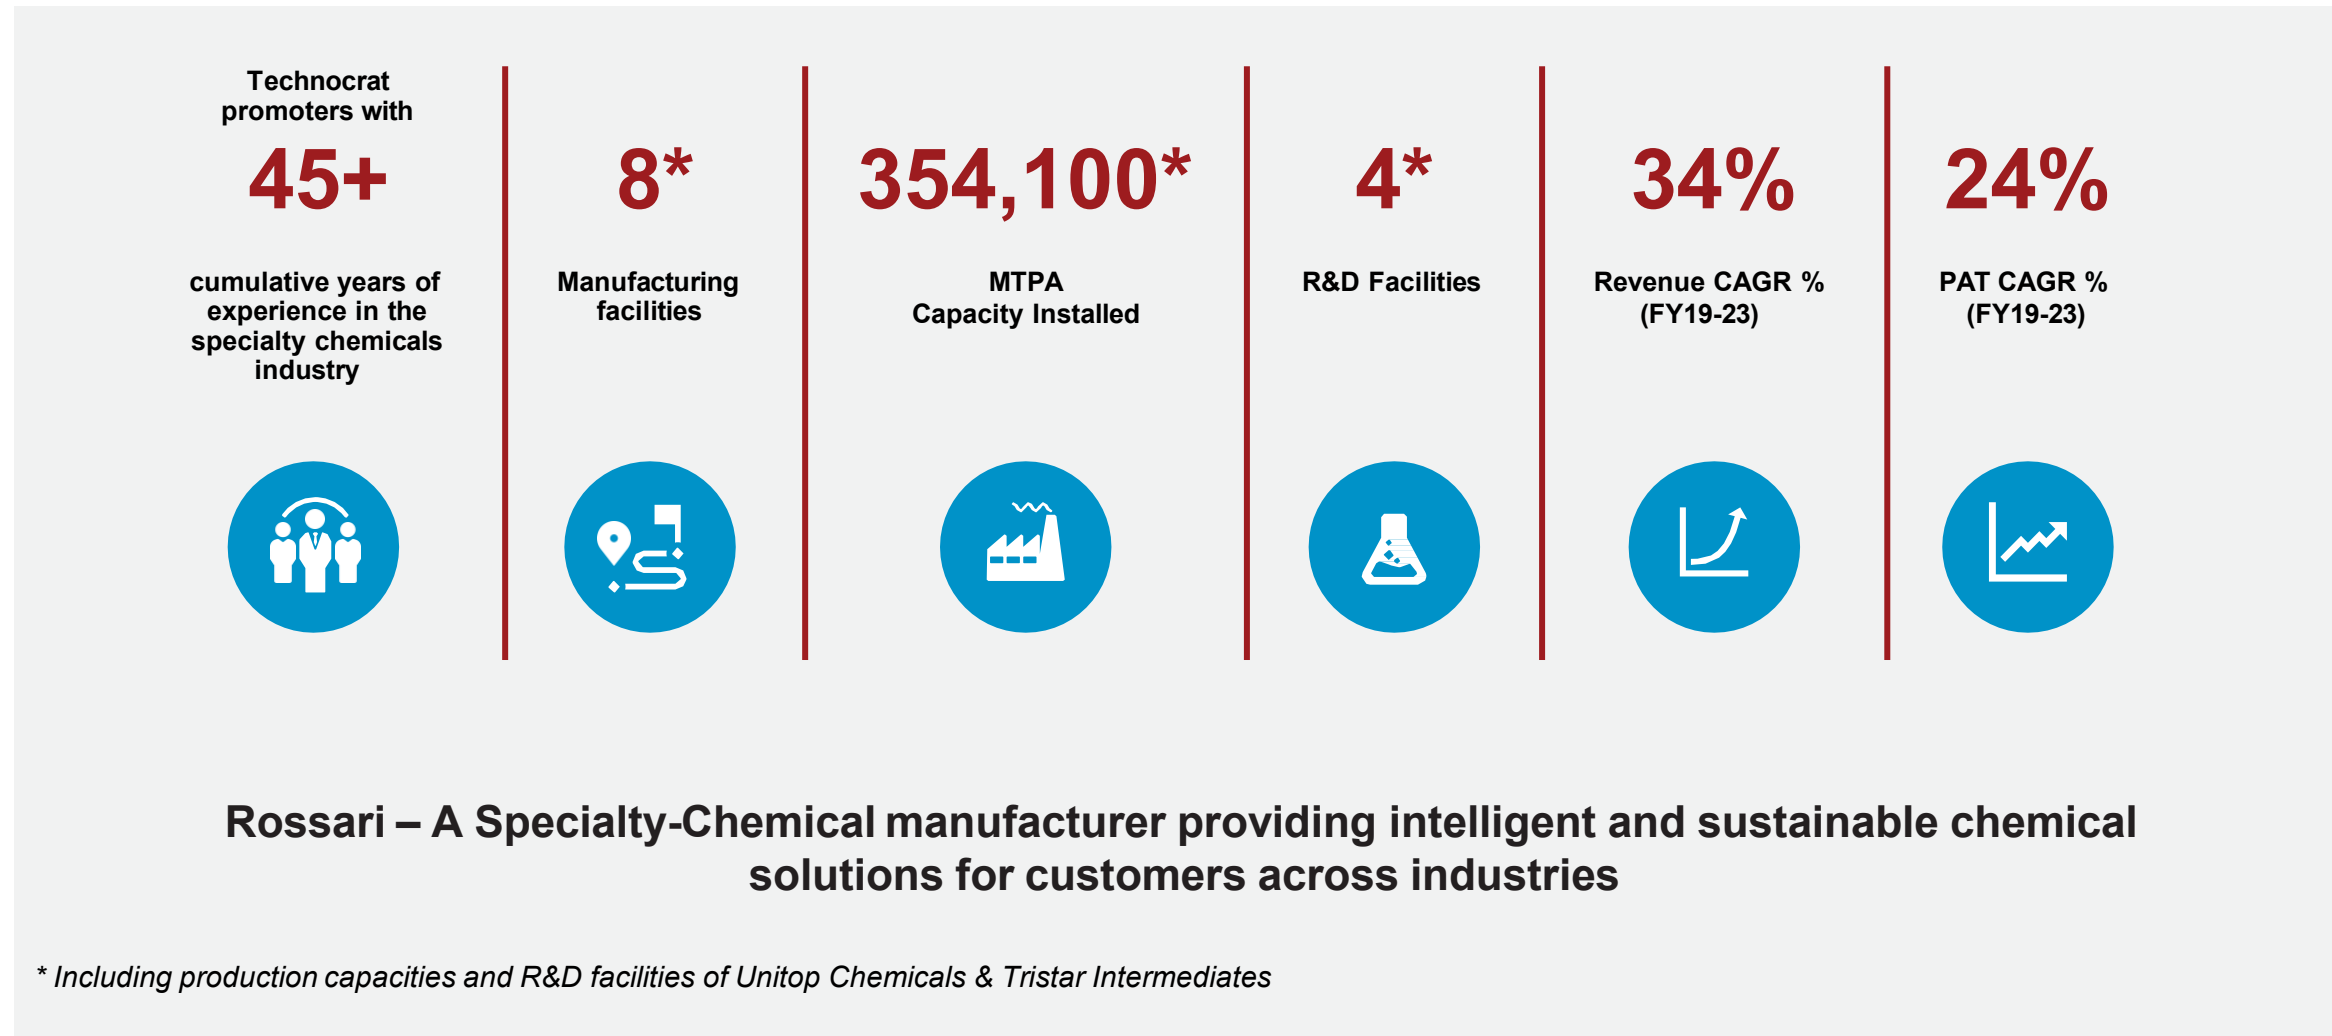 Technocrat
promoters with
45+
cumulative years of
experience in the
specialty chemicals
industry
8*
Manufacturing
facilities
354,100*
MTPA
Capacity Installed
4*
R&D Facilities
34%
Revenue CAGR %
(FY19-23)
24%
PAT CAGR %
(FY19-23)
Rossari – A Specialty-Chemical manufacturer providing intelligent and sustainable chemical
solutions for customers across industries
* Including production capacities and R&D facilities of Unitop Chemicals & Tristar Intermediates